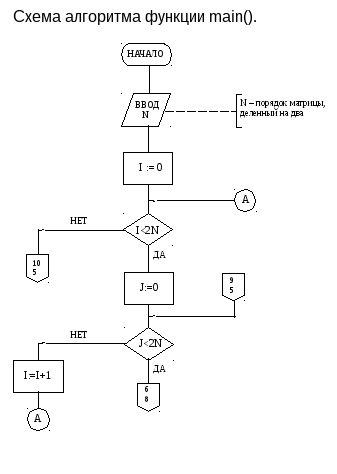 Схема алгоритма функции main().
НАЧАЛО
ВВОД
N
N – порядок матрицы,
деленный на два
I := 0
A
I<2N
НЕТ
ДА
10
5
J:=0
9
5
J<2N
НЕТ
ДА
I:=I+1
6
8
A